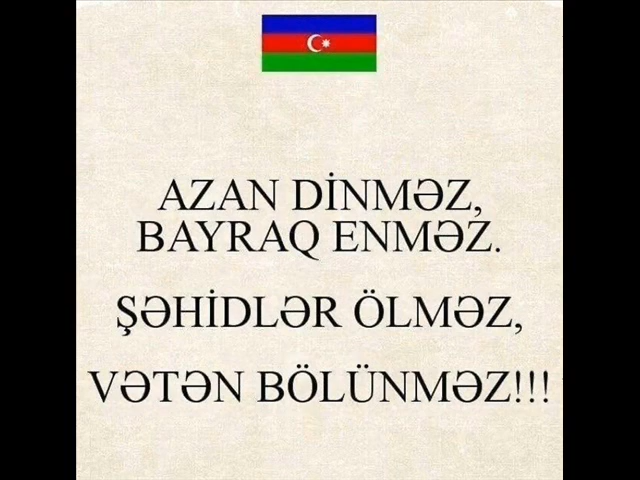 AZAN DİNMƏZ,
BAYRAQ ENMƏZ.
ŞƏHİDLƏR ÖLMƏZ,
VƏTƏN BÖLÜNMƏZ!!!